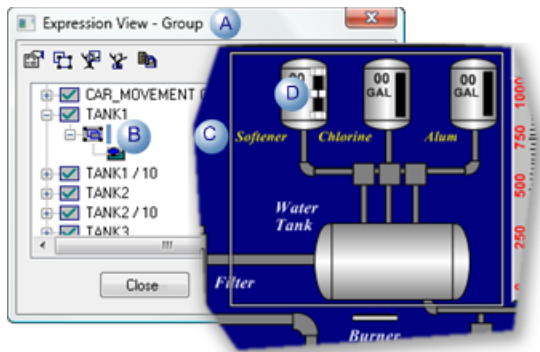 Expression View - Group
A
CAR_MOVEMENT
TANK1
B
TANK1 / 10
TANK2
TANK2 / 10
TANK3
Close
C
D
00
00
GAL
00
GAL
Softener
Chlorine
Alum
Water
Tank
Filter
Burner
1000
750
500
250
0